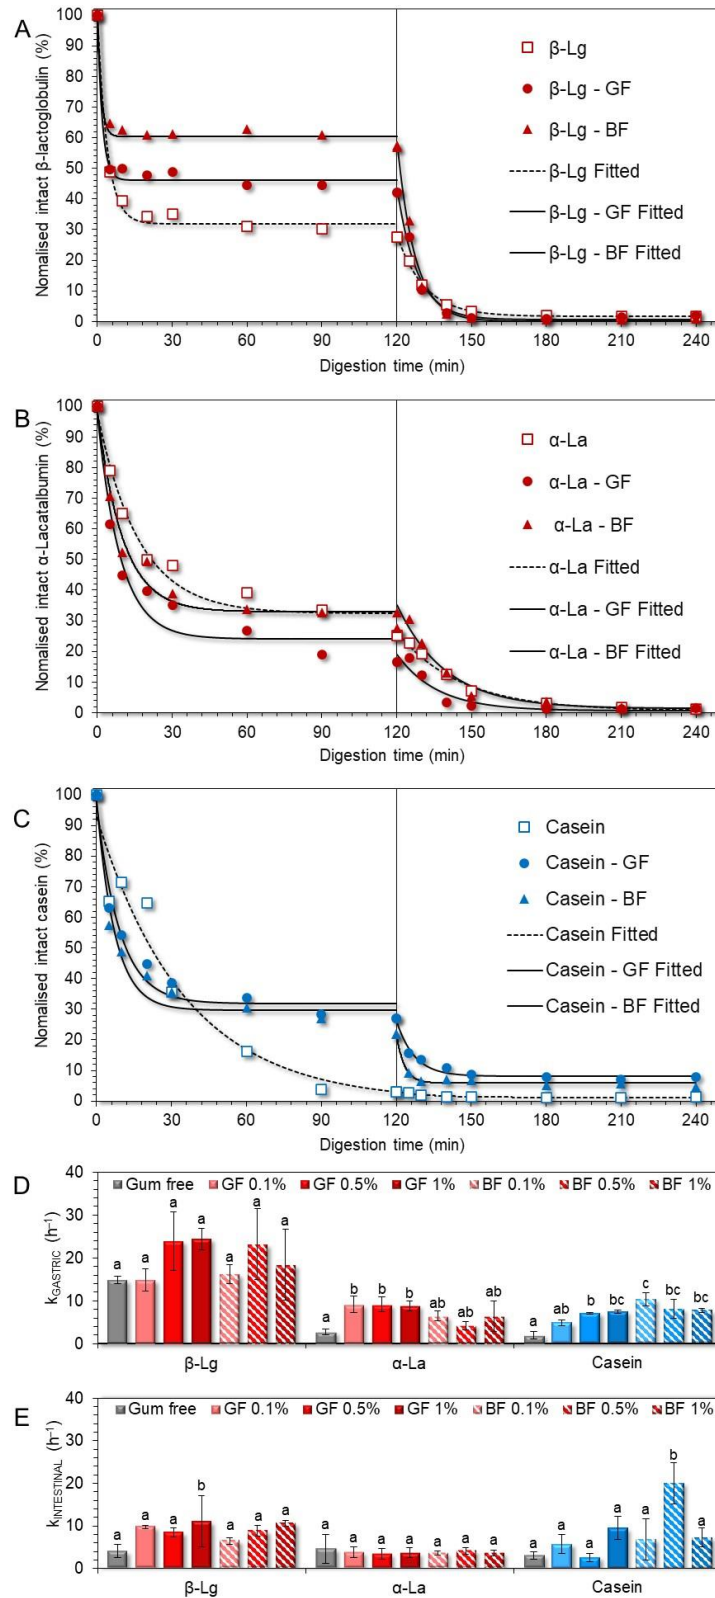 A
Nomalised intact β-lactoglobulin (%)
100
90
80
70
60
50
40
30
20
10
0
β-Lg
β-Lg - GF
β-Lg - BF
β-Lg Fitted
β-Lg - GF Fitted
β-Lg - BF Fitted
0 30 60 90 120 150 180 210 240
Digestion time (min)
B
Nomalised intact α-Lacatalbumin (%)
100
90
80
70
60
50
40
30
20
10
0
α-La
α-La - GF
α-La - BF
α-La Fitted
α-La - GF Fitted
α-La - BF Fitted
0 30 60 90 120 150 180 210 240
Digestion time (min)
C
Nomalised intact casein (%)
100
90
80
70
60
50
40
30
20
10
0
Casein
Casein - GF
Casein - BF
Casein Fitted
Casein - GF Fitted
Casein - BF Fitted
0 30 60 90 120 150 180 210 240
Digestion time (min)
D
kGASTRIC (h⁻¹)
40
30
20
10
0
Gum free GF 0.1% GF 0.5% GF 1% BF 0.1% BF 0.5% BF 1%
a a a a a a a
a b b b ab ab ab
a ab b bc c bc bc
β-Lg α-La Casein
E
kINTESTINAL (h⁻¹)
40
30
20
10
0
Gum free GF 0.1% GF 0.5% GF 1% BF 0.1% BF 0.5% BF 1%
a a a b a a a
a a a a a a a
a a a a a b a
β-Lg α-La Casein